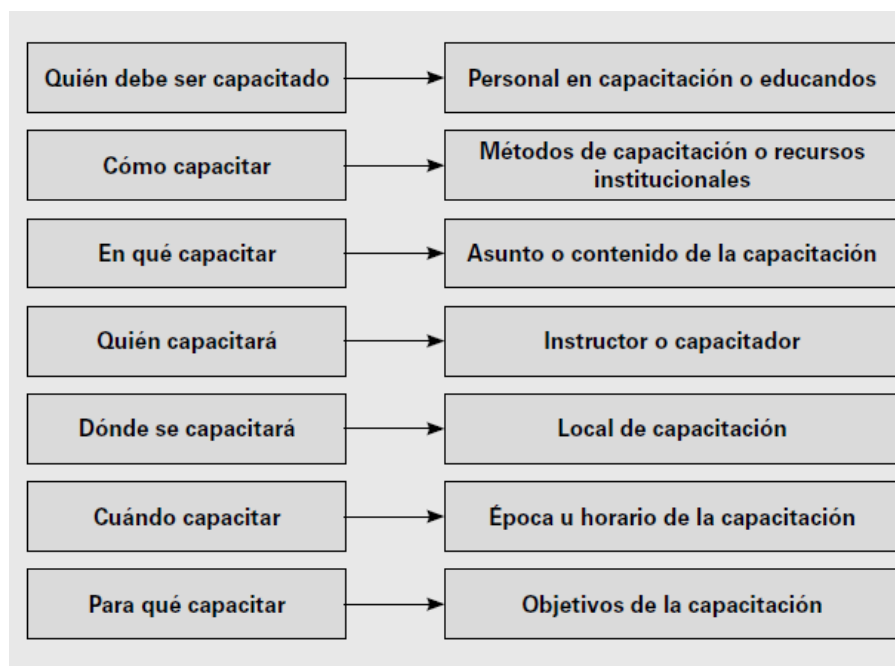 Quién debe ser capacitado
Personal en capacitación o educandos
Cómo capacitar
Métodos de capacitación o recursos
institucionales
En qué capacitar
Asunto o contenido de la capacitación
Quién capacitará
Instructor o capacitador
Dónde se capacitará
Local de capacitación
Cuándo capacitar
Época u horario de la capacitación
Para qué capacitar
Objetivos de la capacitación